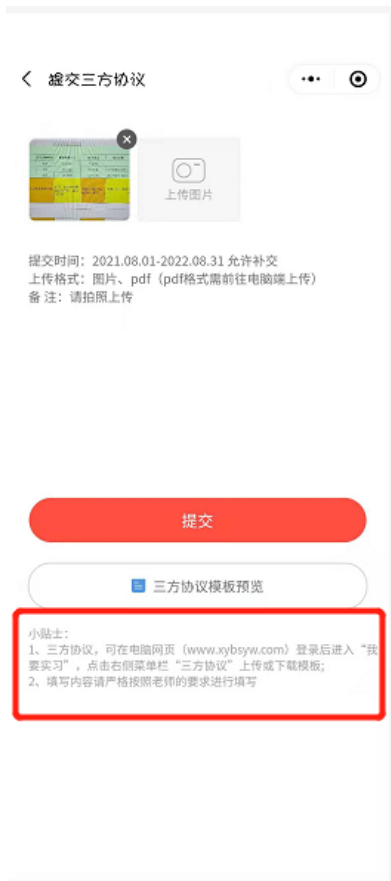 提交三方协议
上传图片
提交时间：2021.08.01-2022.08.31 允许补交
上传格式：图片、pdf（pdf格式需前往电脑端上传）
备 注：请拍照上传
提交
三方协议模板预览
小贴士：
1、三方协议，可在电脑网页（www.xybsyw.com）登录后进入“我
要实习”，点击右侧菜单栏“三方协议”上传或下载模板;
2、填写内容请严格按照老师的要求进行填写